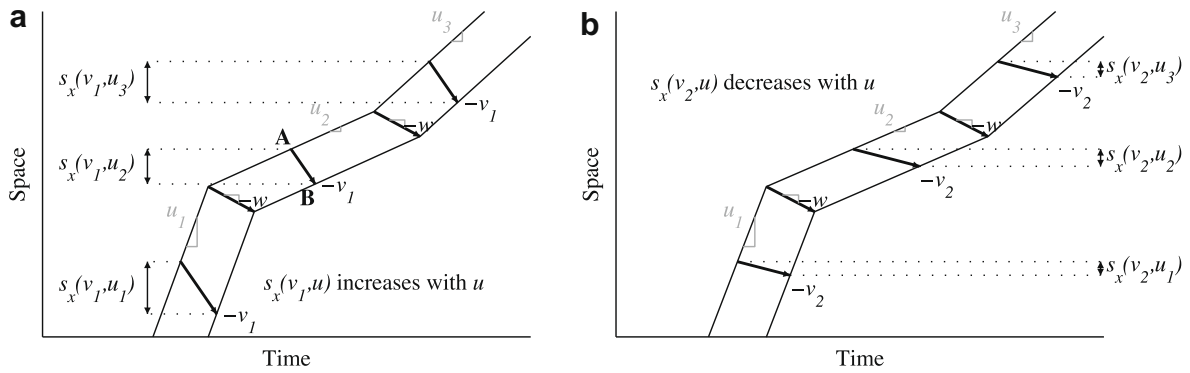 a
Space
Time
s_x(v_1,u_3)
s_x(v_1,u_2)
s_x(v_1,u_1)
u_3
−v_1
u_2
−w
A
B
−v_1
−w
u_1
−v_1
s_x(v_1,u) increases with u
b
Space
Time
s_x(v_2,u) decreases with u
u_3
−v_2
s_x(v_2,u_3)
u_2
−w
−v_2
s_x(v_2,u_2)
−w
u_1
−v_2
s_x(v_2,u_1)